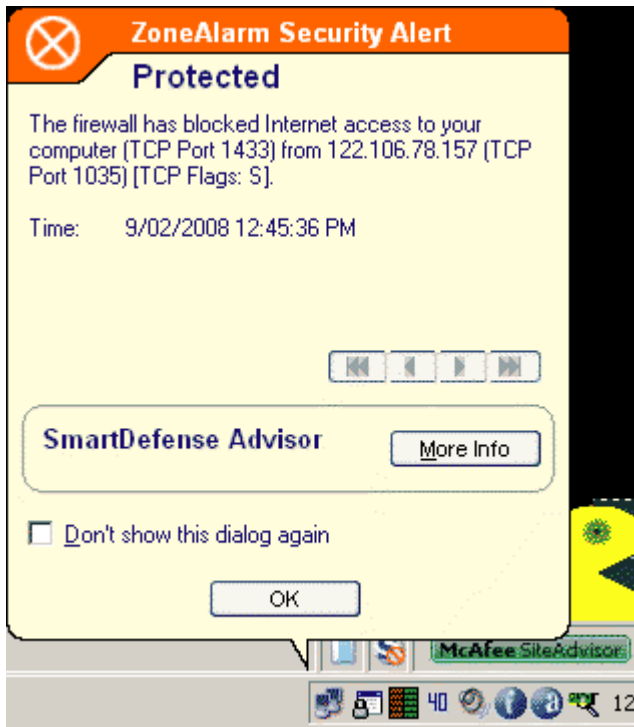 ZoneAlarm Security Alert
Protected
The firewall has blocked Internet access to your
computer (TCP Port 1433) from 122.106.78.157 (TCP
Port 1035) [TCP Flags: S].
Time: 9/02/2008 12:45:36 PM
SmartDefense Advisor
More Info
Don't show this dialog again
OK
McAfee SiteAdvisor
40
12